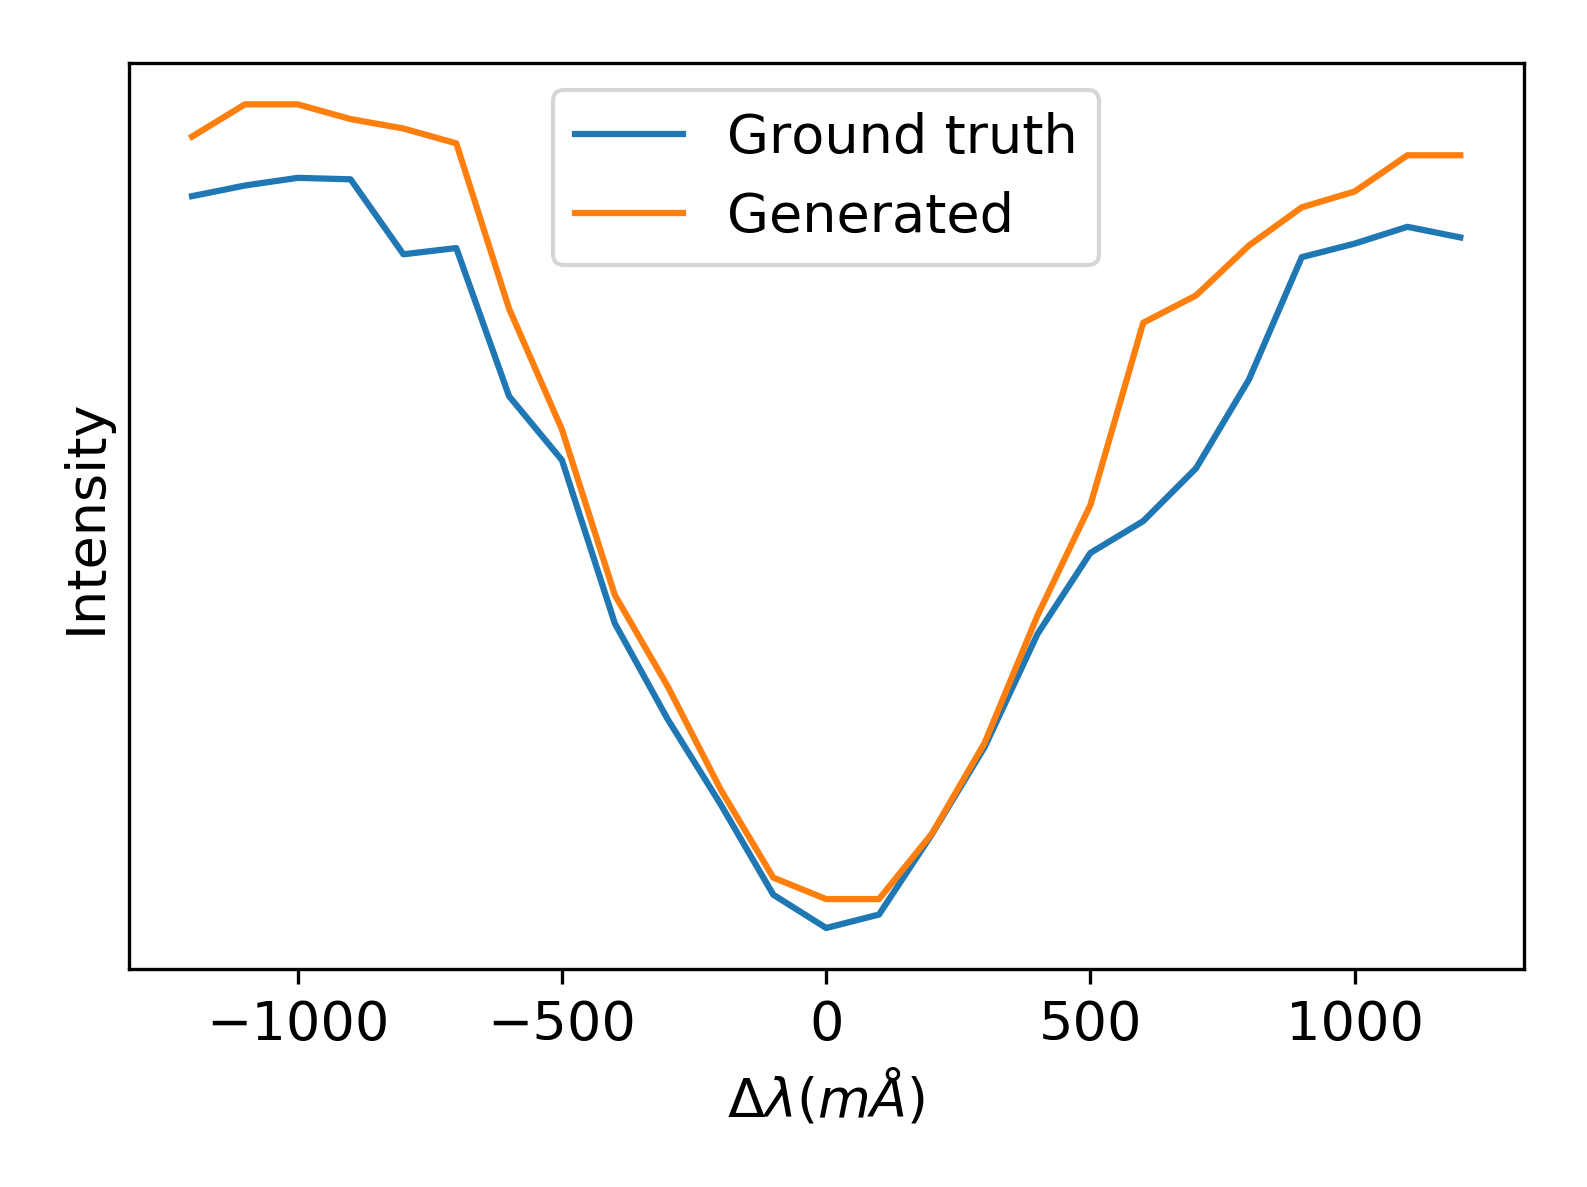 Ground truth
Generated
Intensity
−1000 −500 0 500 1000
Δλ(mÅ)